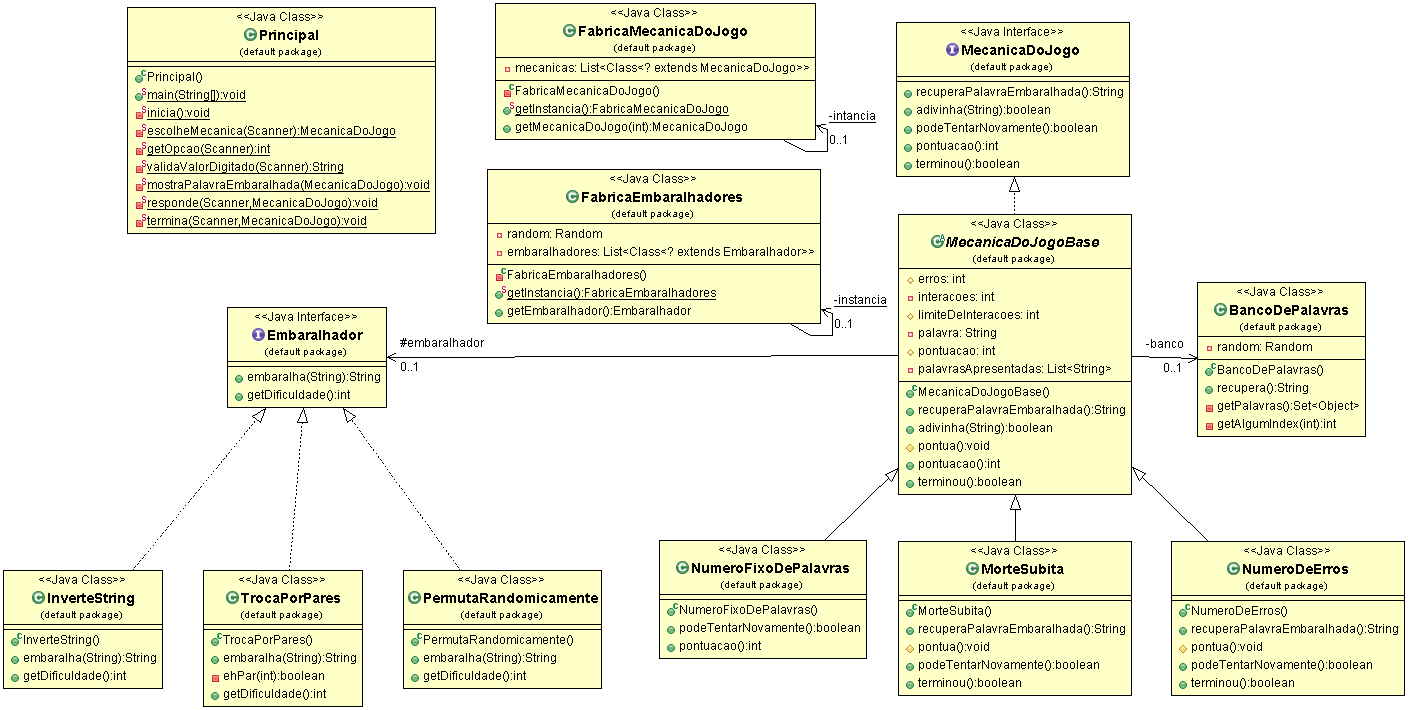 <<Java Class>>
Principal
(default package)
Principal()
main(String[]):void
inicia():void
escolheMecanica(Scanner):MecanicaDoJogo
getOpcao(Scanner):int
validaValorDigitado(Scanner):String
mostraPalavraEmbaralhada(MecanicaDoJogo):void
responde(Scanner,MecanicaDoJogo):void
termina(Scanner,MecanicaDoJogo):void
<<Java Class>>
FabricaMecanicaDoJogo
(default package)
mecanicas: List<Class<? extends MecanicaDoJogo>>
FabricaMecanicaDoJogo()
getInstancia():FabricaMecanicaDoJogo
getMecanicaDoJogo(int):MecanicaDoJogo
-intancia
0..1
<<Java Interface>>
MecanicaDoJogo
(default package)
recuperaPalavraEmbaralhada():String
adivinha(String):boolean
podeTentarNovamente():boolean
pontuacao():int
terminou():boolean
<<Java Class>>
FabricaEmbaralhadores
(default package)
random: Random
embaralhadores: List<Class<? extends Embaralhador>>
FabricaEmbaralhadores()
getInstancia():FabricaEmbaralhadores
getEmbaralhador():Embaralhador
-instancia
0..1
<<Java Class>>
MecanicaDoJogoBase
(default package)
erros: int
interacoes: int
limiteDeInteracoes: int
palavra: String
pontuacao: int
palavrasApresentadas: List<String>
MecanicaDoJogoBase()
recuperaPalavraEmbaralhada():String
adivinha(String):boolean
pontua():void
pontuacao():int
terminou():boolean
-banco
0..1
<<Java Class>>
BancoDePalavras
(default package)
random: Random
BancoDePalavras()
recupera():String
getPalavras():Set<Object>
getAlgumIndex(int):int
<<Java Interface>>
Embaralhador
(default package)
embaralha(String):String
getDificuldade():int
#embaralhador
0..1
<<Java Class>>
InverteString
(default package)
InverteString()
embaralha(String):String
getDificuldade():int
<<Java Class>>
TrocaPorPares
(default package)
TrocaPorPares()
embaralha(String):String
ehPar(int):boolean
getDificuldade():int
<<Java Class>>
PermutaRandomicamente
(default package)
PermutaRandomicamente()
embaralha(String):String
getDificuldade():int
<<Java Class>>
NumeroFixoDePalavras
(default package)
NumeroFixoDePalavras()
podeTentarNovamente():boolean
pontuacao():int
<<Java Class>>
MorteSubita
(default package)
MorteSubita()
recuperaPalavraEmbaralhada():String
pontua():void
podeTentarNovamente():boolean
terminou():boolean
<<Java Class>>
NumeroDeErros
(default package)
NumeroDeErros()
recuperaPalavraEmbaralhada():String
pontua():void
podeTentarNovamente():boolean
terminou():boolean